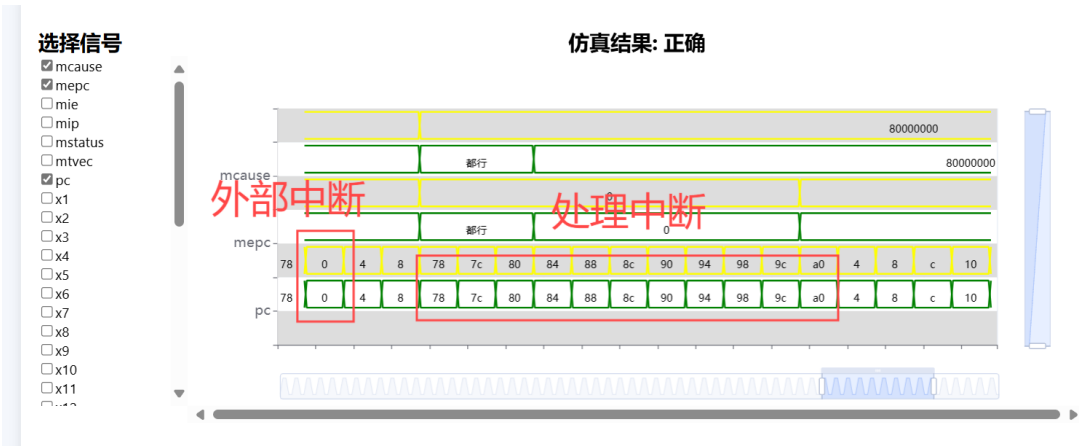 选择信号
仿真结果: 正确
mcause
mepc
mie
mip
mstatus
mtvec
pc
x1
x2
x3
x4
x5
x6
x7
x8
x9
x10
x11
80000000
都行 80000000
mcause
0
外部中断
处理中断
都行 0
mepc
78 0 4 8 78 7c 80 84 88 8c 90 94 98 9c a0 4 8 c 10
78 0 4 8 78 7c 80 84 88 8c 90 94 98 9c a0 4 8 c 10
pc